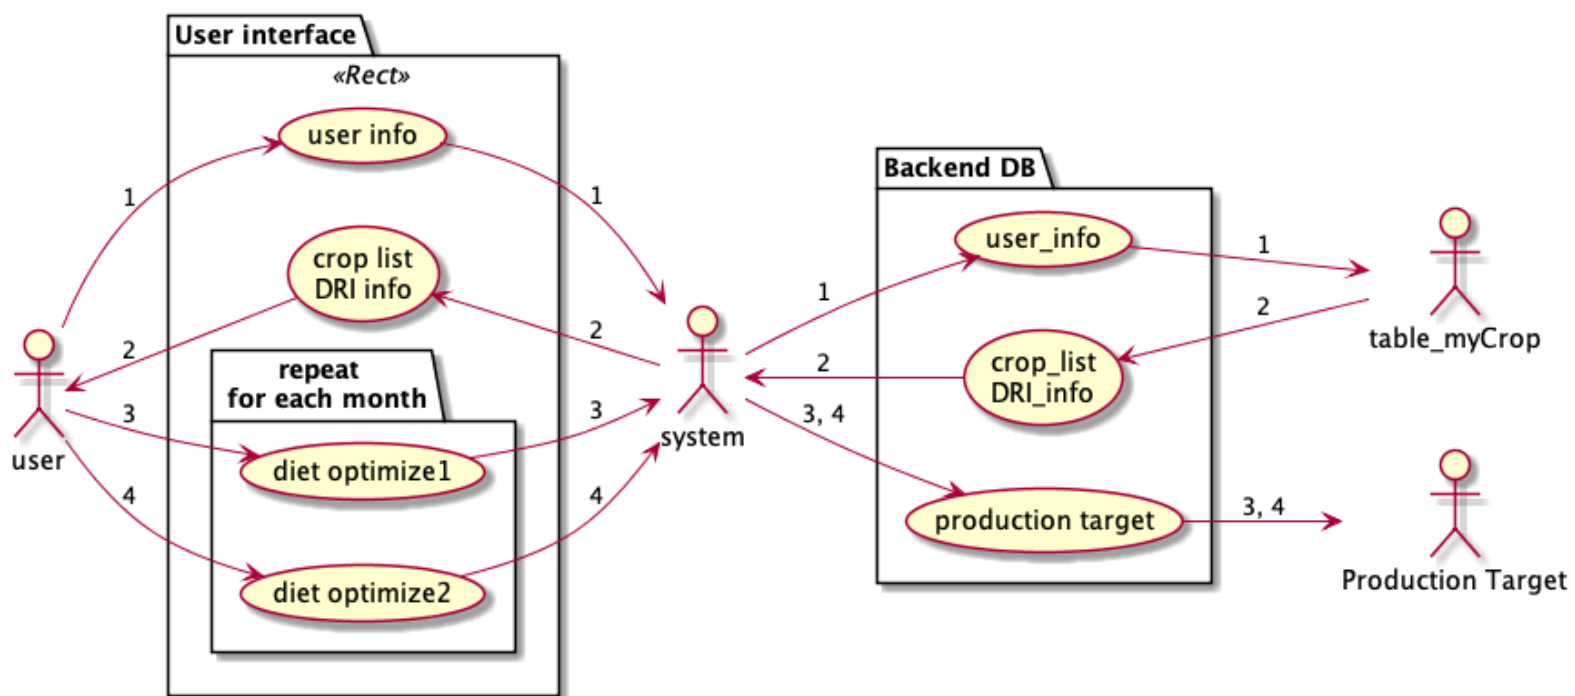 User interface
«Rect»
user info
1
1
crop list
DRI info
2
2
repeat
for each month
3
diet optimize1
3
4
diet optimize2
4
user
system
Backend DB
user_info
1
1
crop_list
DRI_info
2
2
3, 4
production target
3, 4
table_myCrop
Production Target